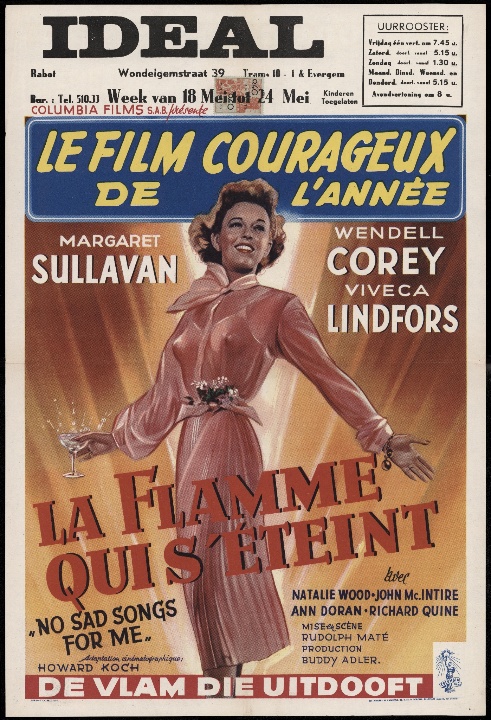 IDEAL
Rabot Wondelgemstraat 39 Trams 10 - 1 & Evergem
Bur. : Tel. 510.33 Week van 18 Mei tot 24 Mei Kinderen Toegelaten
UURROOSTER:
Vrijdag één vert. om 7.45 u.
Zaterd. doorl. vanaf 5.15 u.
Zondag doorl. vanaf 1.30 u.
Maand. Dinsd. Woensd. en
Donderd. doorl. vanaf 5.15 u.
Avondvertoning om 8 u.
COLUMBIA FILMS S.A.B. présente
LE FILM COURAGEUX
DE L'ANNÉE
MARGARET
SULLAVAN
WENDELL
COREY
VIVECA
LINDFORS
LA FLAMME
QUI S'ÉTEINT
„NO SAD SONGS
FOR ME„
Adaptation cinématographique:
HOWARD KOCH
avec
NATALIE WOOD • JOHN Mc.INTIRE
ANN DORAN • RICHARD QUINE
MISE en SCÈNE
RUDOLPH MATÉ
PRODUCTION
BUDDY ADLER.
DE VLAM DIE UITDOOFT